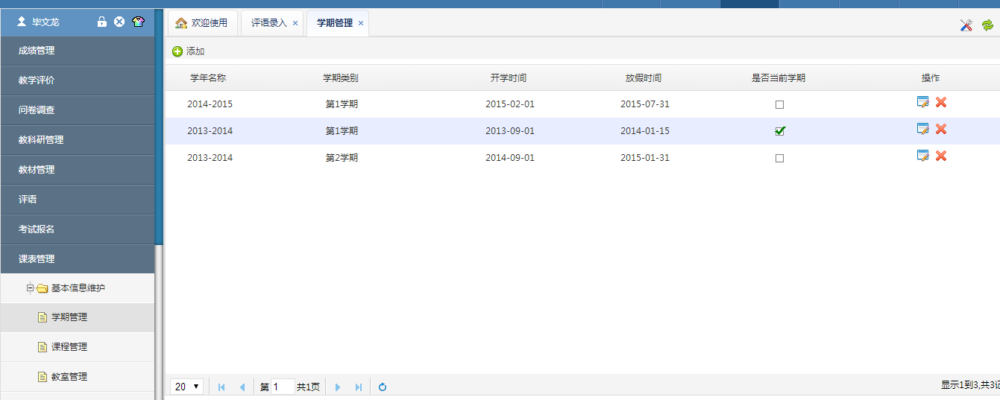 毕文龙
成绩管理
教学评价
问卷调查
教科研管理
教材管理
评语
考试报名
课表管理
基本信息维护
学期管理
课程管理
教室管理
欢迎使用 评语录入 × 学期管理 ×
添加
学年名称 学期类别 开学时间 放假时间 是否当前学期 操作
2014-2015 第1学期 2015-02-01 2015-07-31
2013-2014 第1学期 2013-09-01 2014-01-15
2013-2014 第2学期 2014-09-01 2015-01-31
20 第 1 共1页 显示1到3,共3记